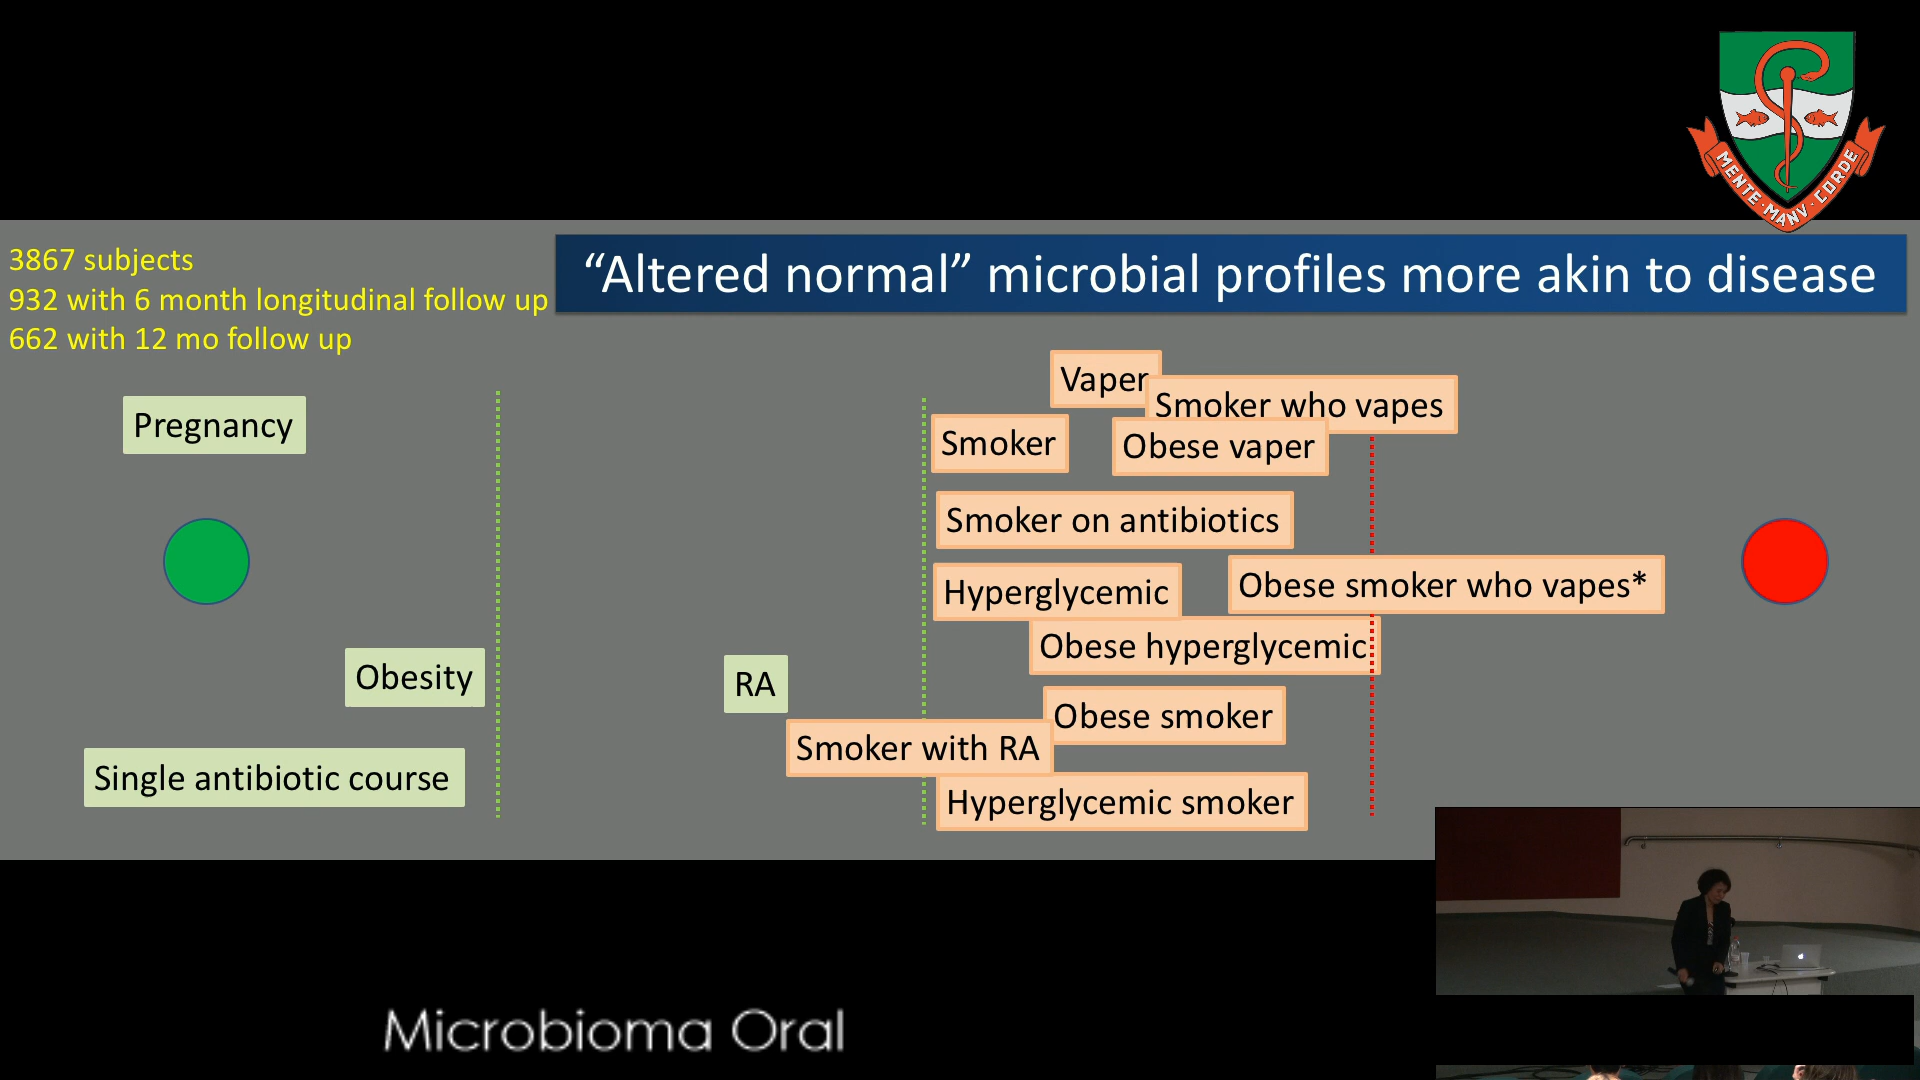 MENTE·MANV·CORDE
3867 subjects
932 with 6 month longitudinal follow up
662 with 12 mo follow up
“Altered normal” microbial profiles more akin to disease
Vaper
Smoker who vapes
Pregnancy
Smoker
Obese vaper
Smoker on antibiotics
Hyperglycemic
Obese smoker who vapes*
Obese hyperglycemic
Obesity
RA
Obese smoker
Smoker with RA
Single antibiotic course
Hyperglycemic smoker
Microbioma Oral